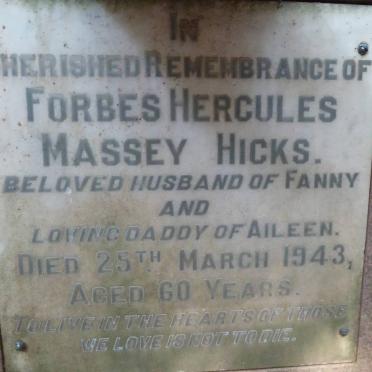 IN
CHERISHED REMEMBRANCE OF
FORBES HERCULES
MASSEY HICKS.
BELOVED HUSBAND OF FANNY
AND
LOVING DADDY OF AILEEN.
DIED 25TH MARCH 1943,
AGED 60 YEARS.
TO LIVE IN THE HEARTS OF THOSE
WE LOVE IS NOT TO DIE.